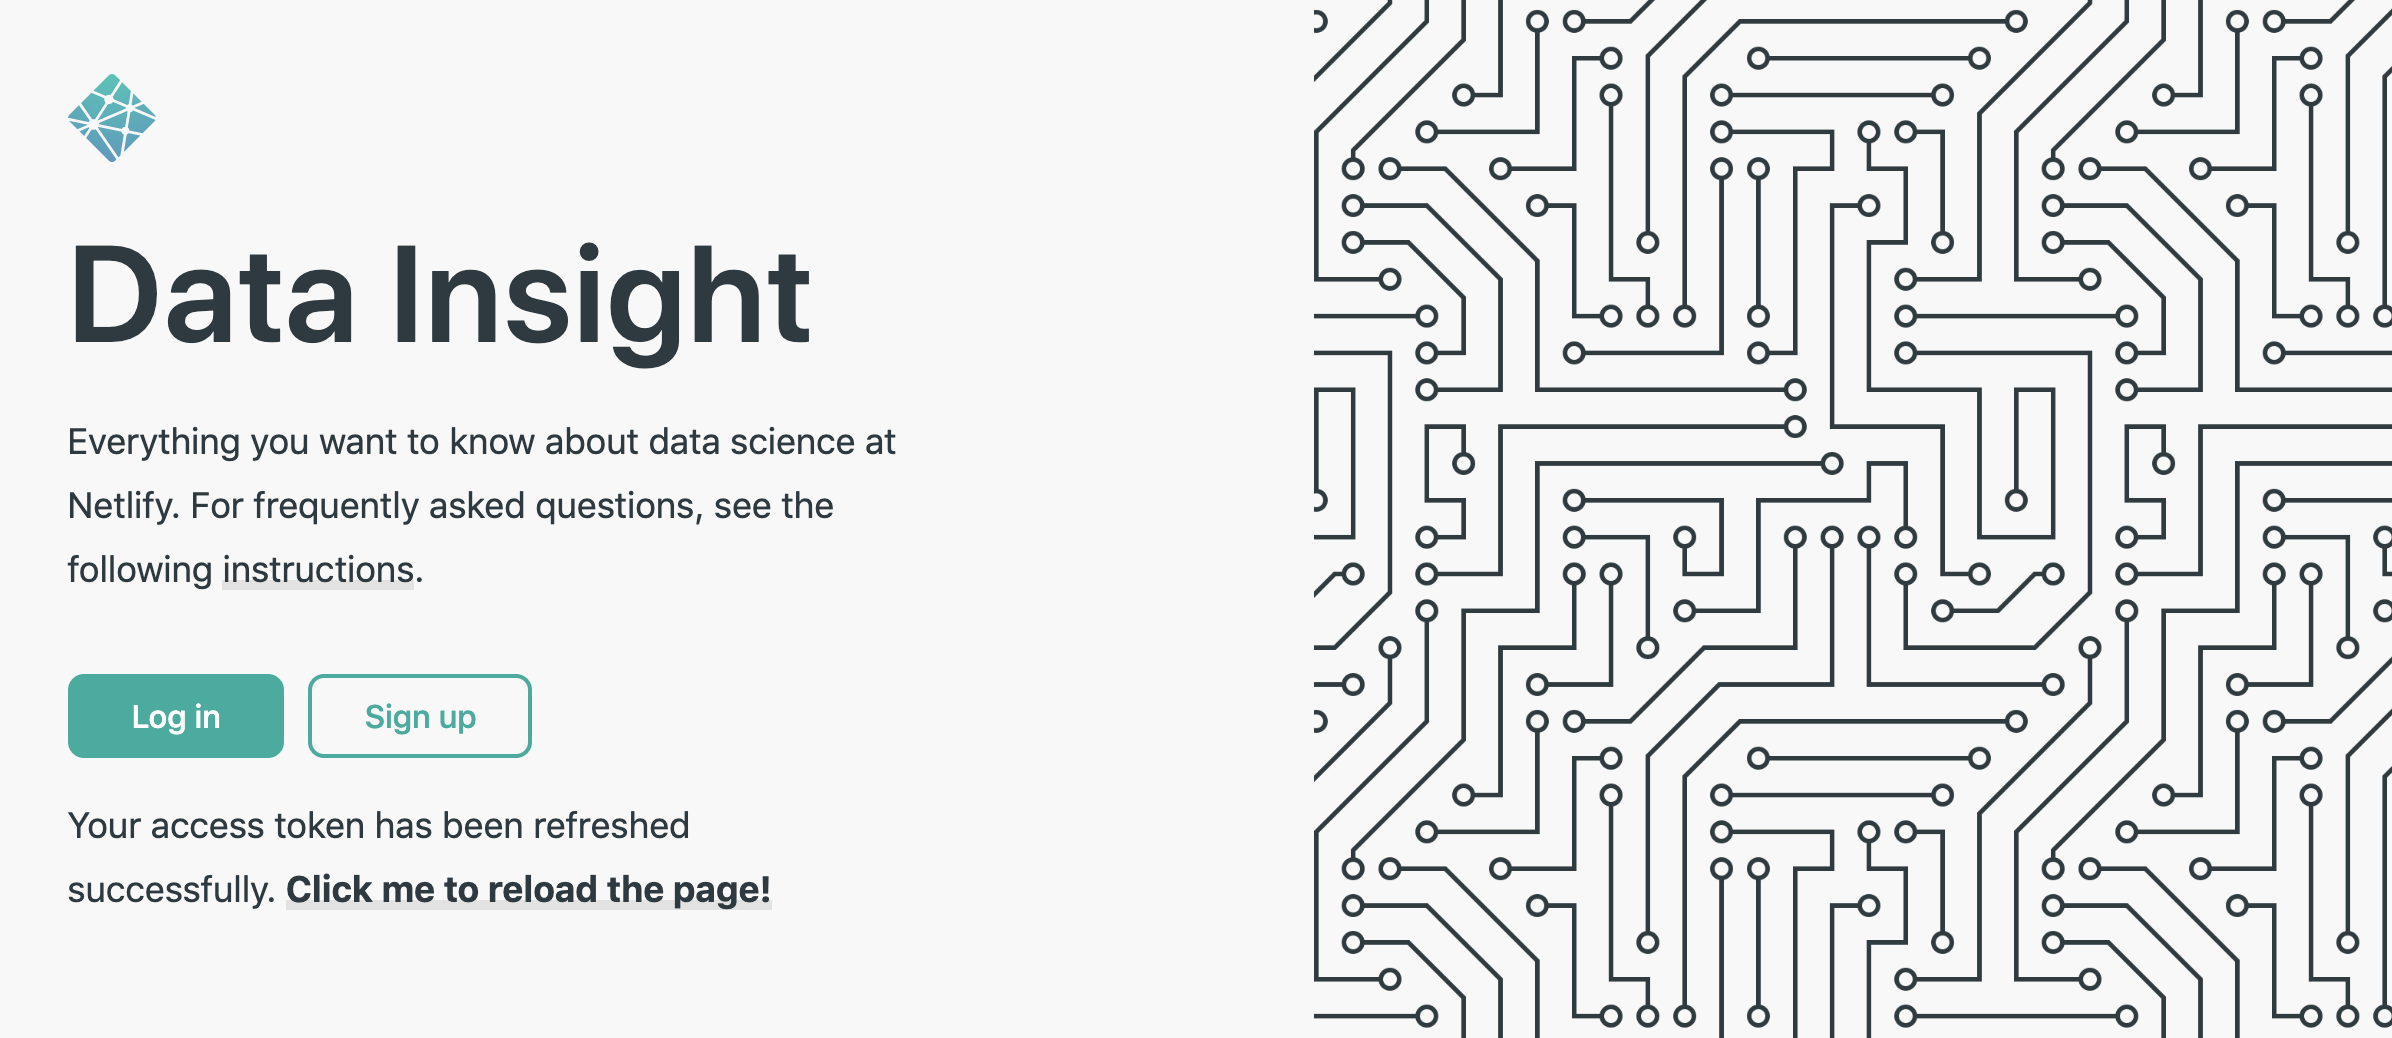 Data Insight
Everything you want to know about data science at
Netlify. For frequently asked questions, see the
following instructions.
Log in
Sign up
Your access token has been refreshed
successfully. Click me to reload the page!